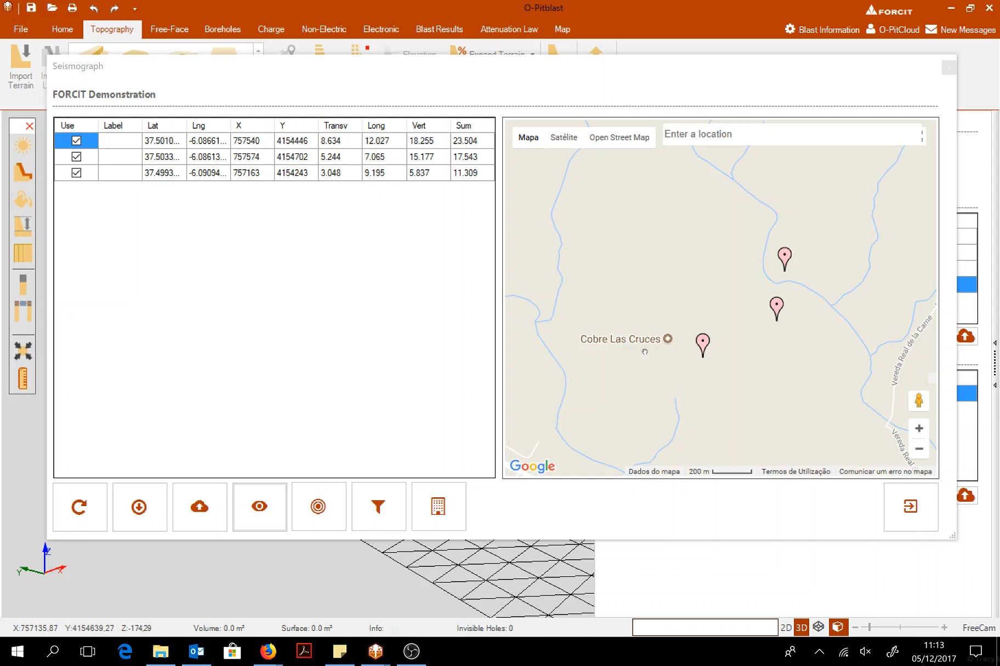 O-Pitblast
FORCIT
File Home Topography Free-Face Boreholes Charge Non-Electric Electronic Blast Results Attenuation Law Map
Blast Information O-PitCloud New Messages
Elevation % Expand Terrain
Import
Terrain
Seismograph
FORCIT Demonstration
Use Label Lat Lng X Y Transv Long Vert Sum
37.5010... -6.08661... 757540 4154446 8.634 12.027 18.255 23.504
37.5033... -6.08613... 757574 4154702 5.244 7.065 15.177 17.543
37.4993... -6.09094... 757163 4154243 3.048 9.195 5.837 11.309
Mapa Satélite Open Street Map
Enter a location
Cobre Las Cruces
Vereda Real de la Carne
Vereda Real
Google
Dados do mapa 200 m Termos de Utilização Comunicar um erro no mapa
Z
Y X
X:757135,87 Y:4154639,27 Z:-174,29 Volume: 0.0 m³ Surface: 0.0 m² Info: Invisible Holes: 0
2D 3D FreeCam
11:13
05/12/2017